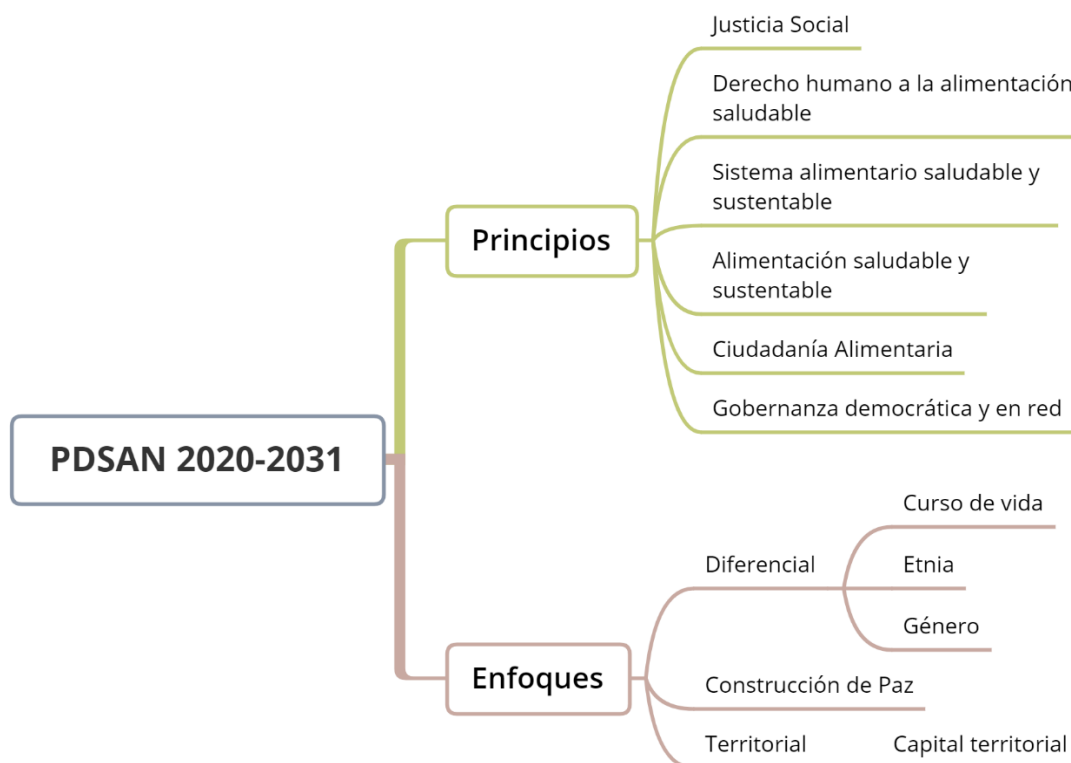 Justicia Social
Derecho humano a la alimentación
saludable
Sistema alimentario saludable y
sustentable
Principios
Alimentación saludable y
sustentable
Ciudadanía Alimentaria
Gobernanza democrática y en red
PDSAN 2020-2031
Curso de vida
Diferencial
Etnia
Género
Enfoques
Construcción de Paz
Territorial
Capital territorial